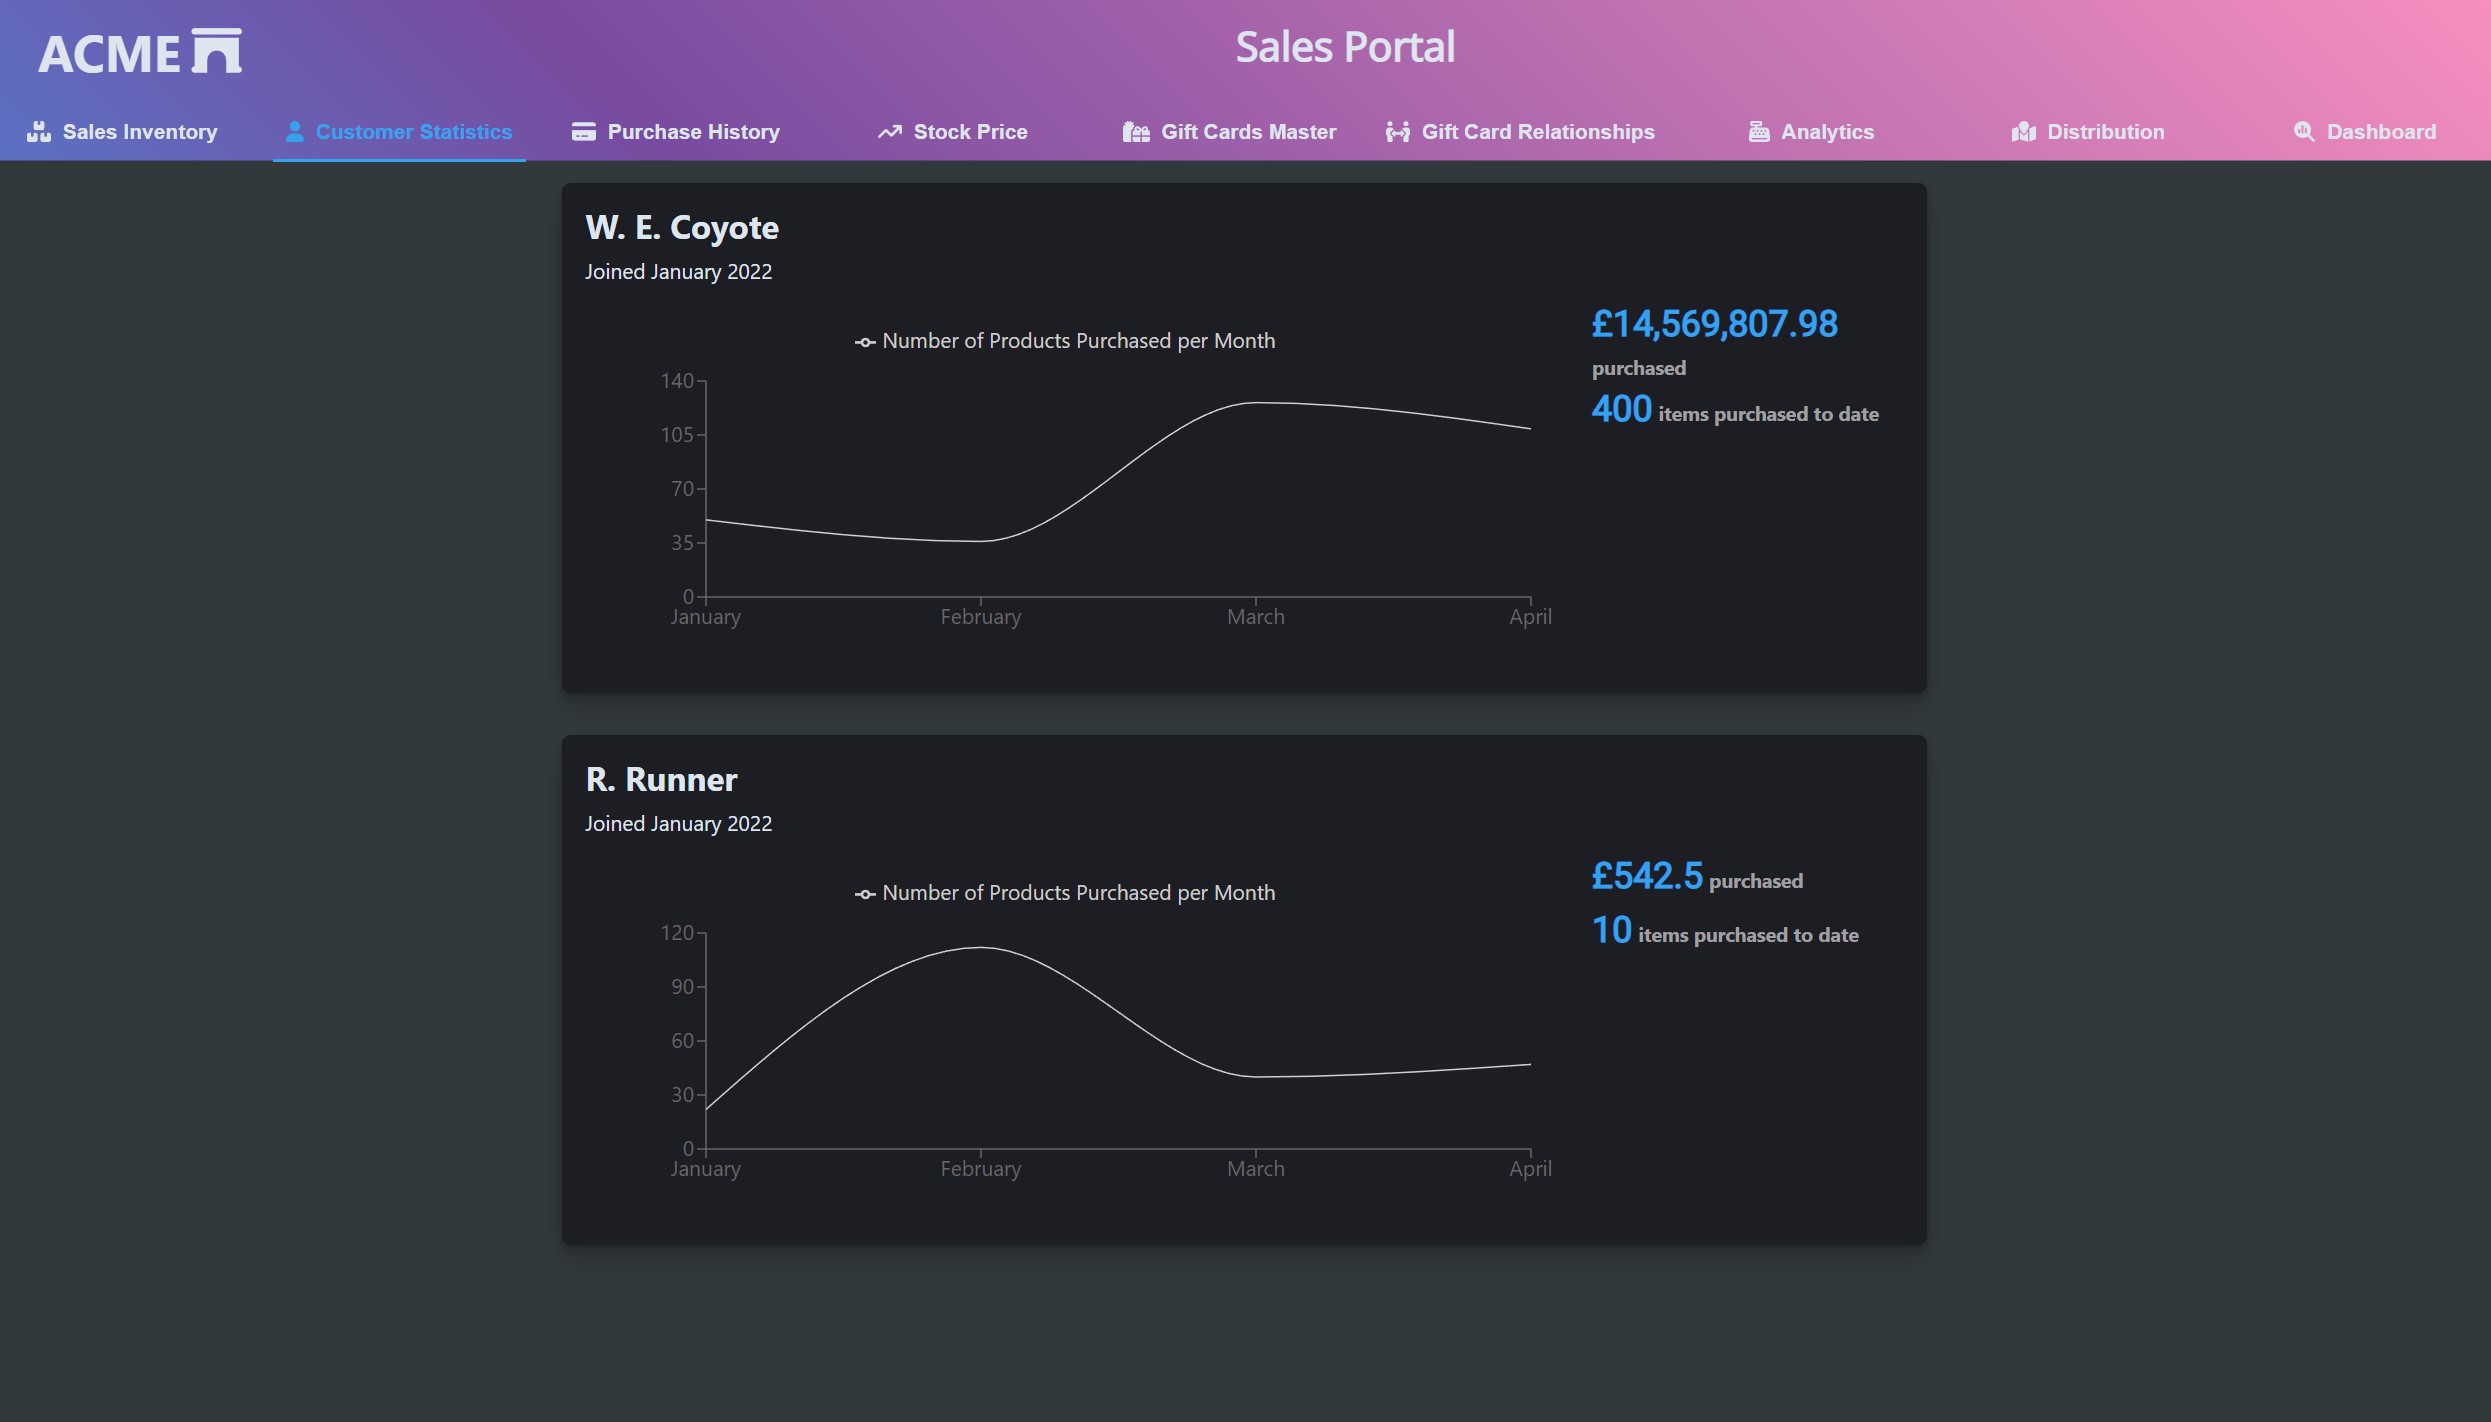 ACME
Sales Portal
Sales Inventory
Customer Statistics
Purchase History
Stock Price
Gift Cards Master
Gift Card Relationships
Analytics
Distribution
Dashboard
W. E. Coyote
Joined January 2022
Number of Products Purchased per Month
140
105
70
35
0
January
February
March
April
£14,569,807.98
purchased
400 items purchased to date
R. Runner
Joined January 2022
Number of Products Purchased per Month
120
90
60
30
0
January
February
March
April
£542.5 purchased
10 items purchased to date